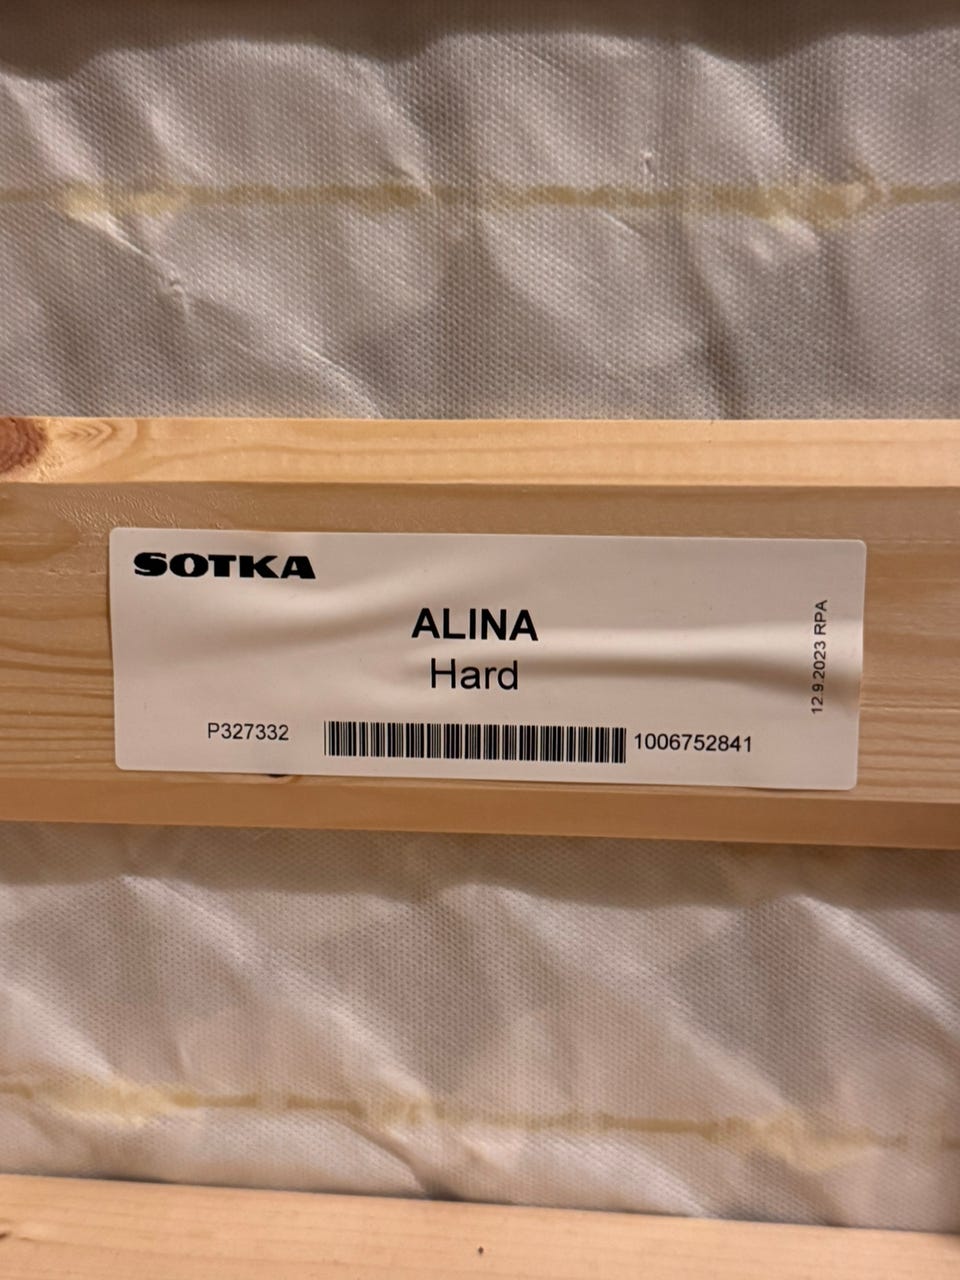 SOTKA
ALINA
Hard
P327332
1006752841
12.9.2023 RPA